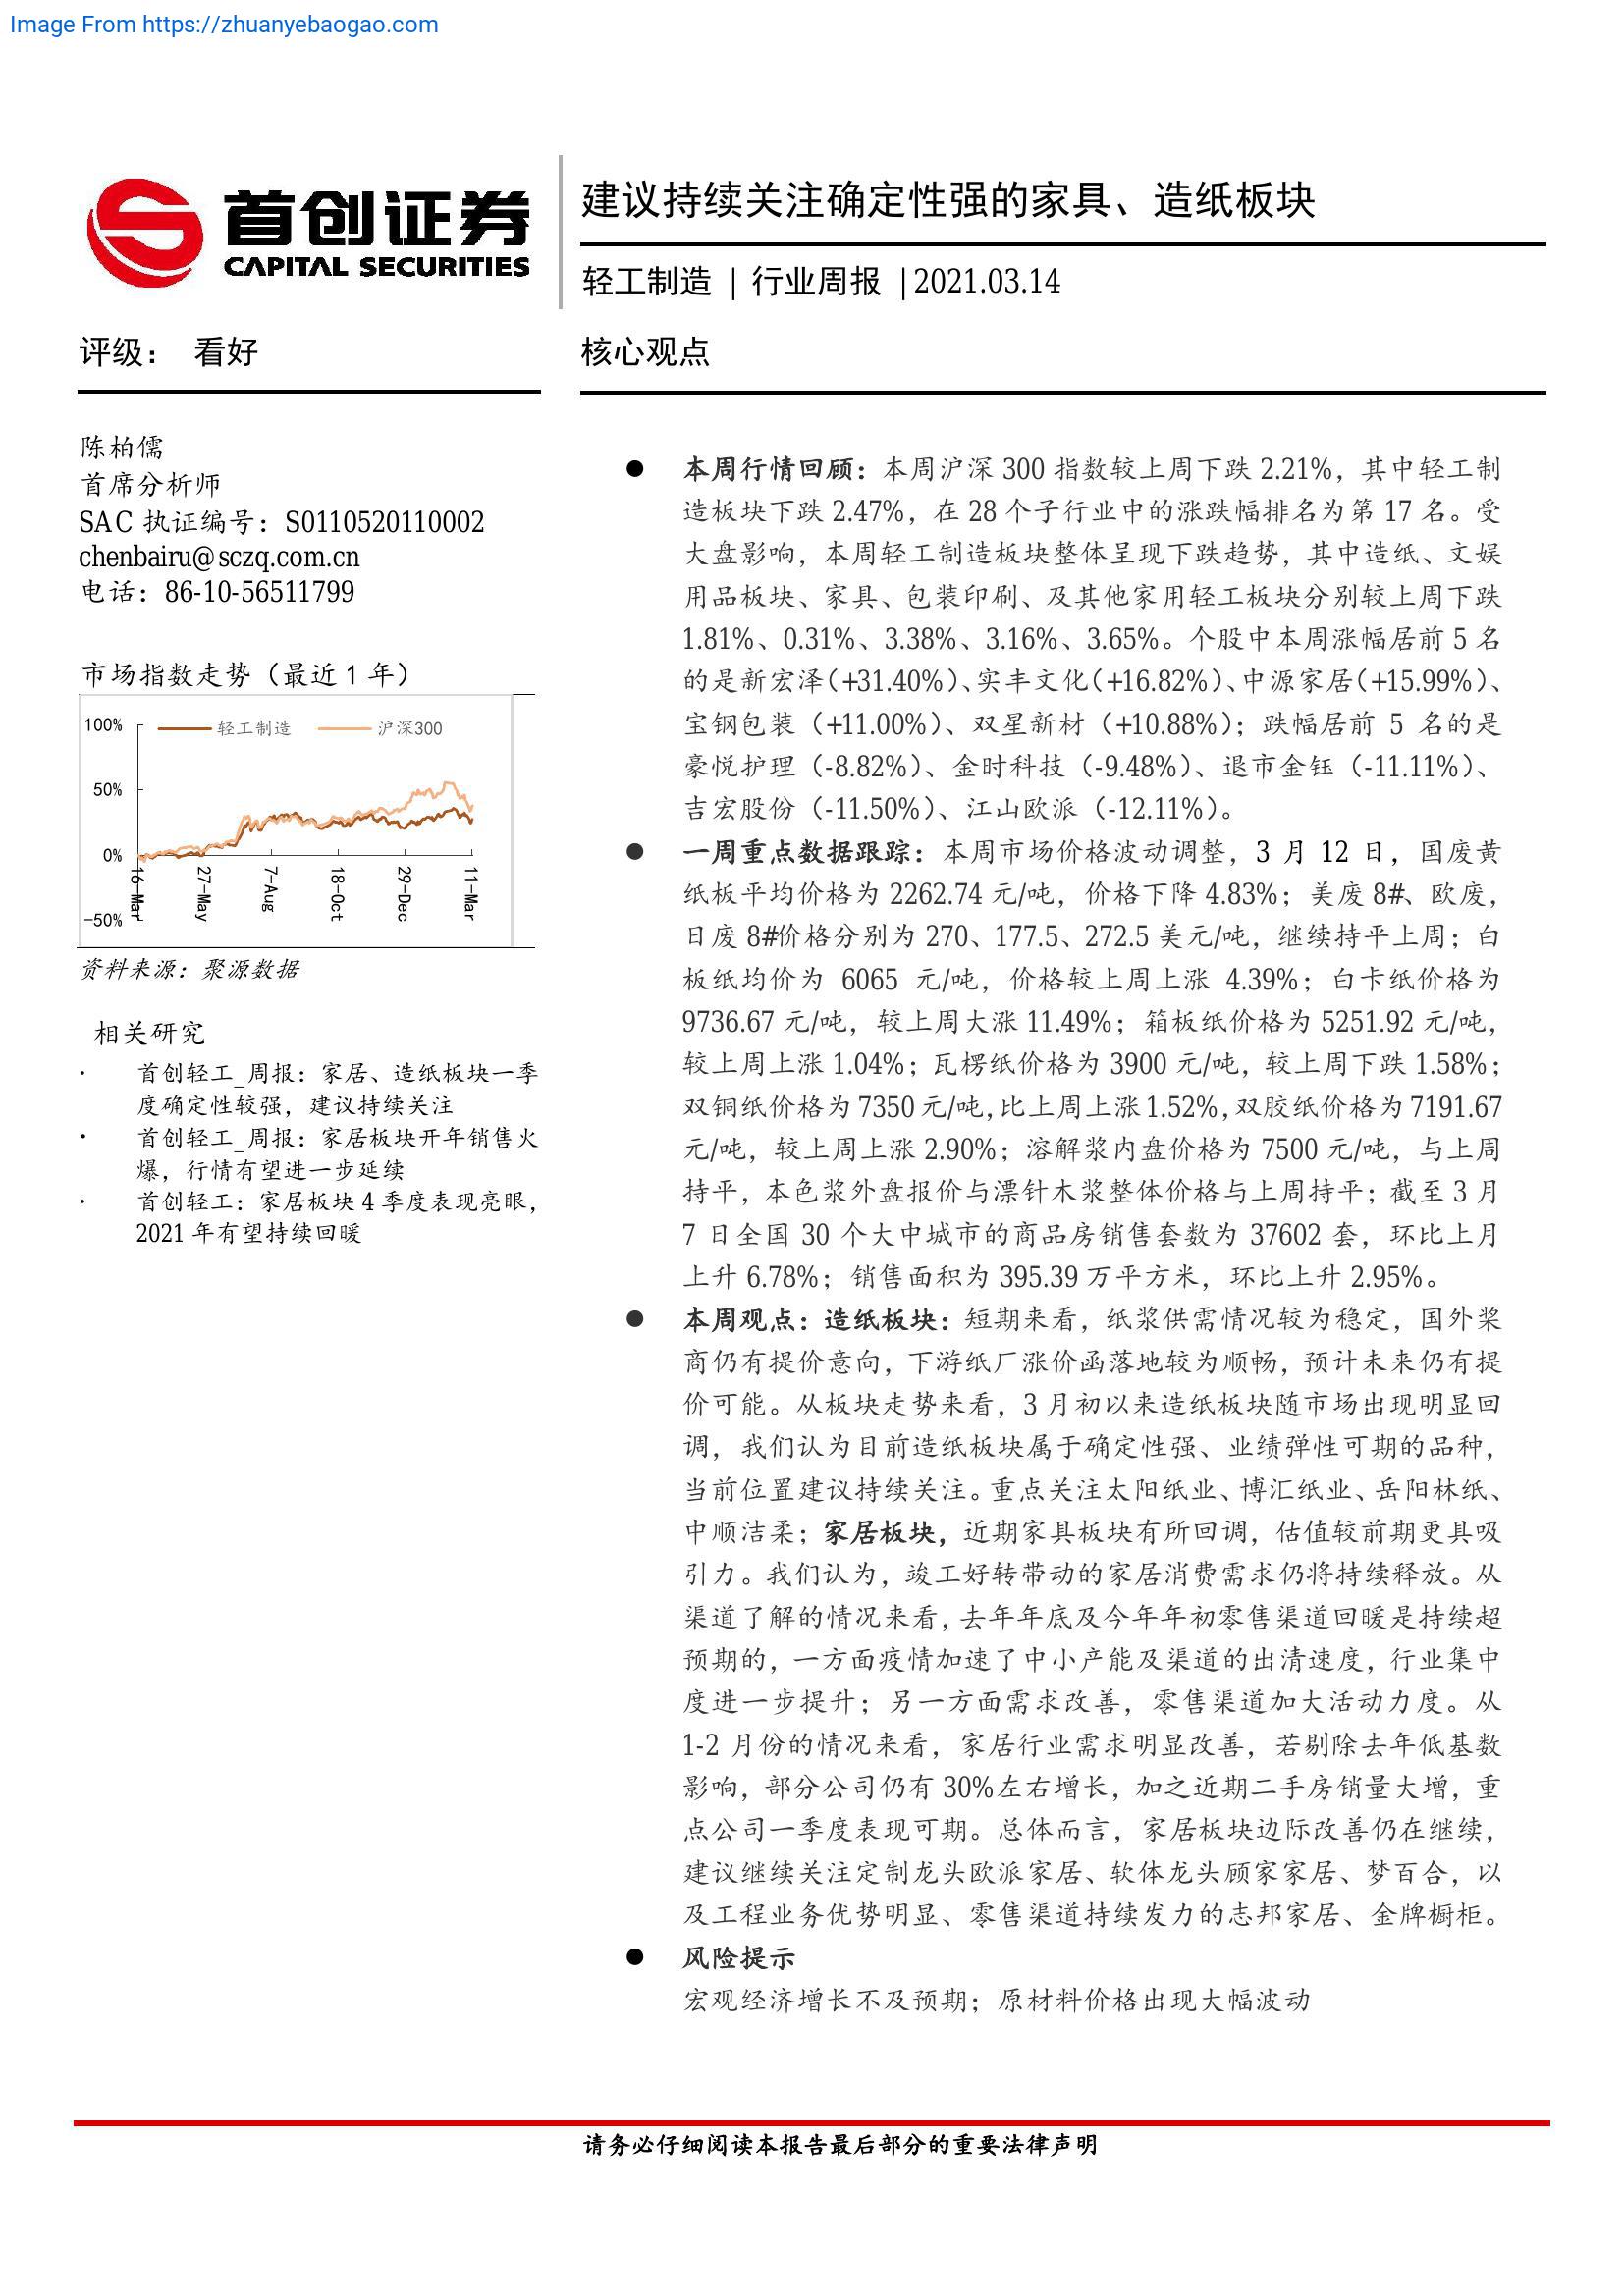 Image From https://zhuanyebaogao.com
首创证券
CAPITAL SECURITIES
建议持续关注确定性强的家具、造纸板块
轻工制造 | 行业周报 |2021.03.14
评级： 看好
核心观点
陈柏儒
首席分析师
SAC 执证编号：S0110520110002
chenbairu@sczq.com.cn
电话：86-10-56511799
市场指数走势（最近 1 年）
轻工制造 沪深300
100%
50%
0%
-50%
16-Mar
27-May
7-Aug
18-Oct
29-Dec
11-Mar
资料来源：聚源数据
相关研究
· 首创轻工_周报：家居、造纸板块一季
度确定性较强，建议持续关注
· 首创轻工_周报：家居板块开年销售火
爆，行情有望进一步延续
· 首创轻工：家居板块 4 季度表现亮眼，
2021 年有望持续回暖
● 本周行情回顾：本周沪深 300 指数较上周下跌 2.21%，其中轻工制
造板块下跌 2.47%，在 28 个子行业中的涨跌幅排名为第 17 名。受
大盘影响，本周轻工制造板块整体呈现下跌趋势，其中造纸、文娱
用品板块、家具、包装印刷、及其他家用轻工板块分别较上周下跌
1.81%、0.31%、3.38%、3.16%、3.65%。个股中本周涨幅居前 5 名
的是新宏泽（+31.40%）、实丰文化（+16.82%）、中源家居（+15.99%）、
宝钢包装（+11.00%）、双星新材（+10.88%）；跌幅居前 5 名的是
豪悦护理（-8.82%）、金时科技（-9.48%）、退市金钰（-11.11%）、
吉宏股份（-11.50%）、江山欧派（-12.11%）。
● 一周重点数据跟踪：本周市场价格波动调整，3 月 12 日，国废黄
纸板平均价格为 2262.74 元/吨，价格下降 4.83%；美废 8#、欧废，
日废 8#价格分别为 270、177.5、272.5 美元/吨，继续持平上周；白
板纸均价为 6065 元/吨，价格较上周上涨 4.39%；白卡纸价格为
9736.67 元/吨，较上周大涨 11.49%；箱板纸价格为 5251.92 元/吨，
较上周上涨 1.04%；瓦楞纸价格为 3900 元/吨，较上周下跌 1.58%；
双铜纸价格为 7350 元/吨，比上周上涨 1.52%，双胶纸价格为 7191.67
元/吨，较上周上涨 2.90%；溶解浆内盘价格为 7500 元/吨，与上周
持平，本色浆外盘报价与漂针木浆整体价格与上周持平；截至 3 月
7 日全国 30 个大中城市的商品房销售套数为 37602 套，环比上月
上升 6.78%；销售面积为 395.39 万平方米，环比上升 2.95%。
● 本周观点：造纸板块：短期来看，纸浆供需情况较为稳定，国外桨
商仍有提价意向，下游纸厂涨价函落地较为顺畅，预计未来仍有提
价可能。从板块走势来看，3 月初以来造纸板块随市场出现明显回
调，我们认为目前造纸板块属于确定性强、业绩弹性可期的品种，
当前位置建议持续关注。重点关注太阳纸业、博汇纸业、岳阳林纸、
中顺洁柔；家居板块，近期家具板块有所回调，估值较前期更具吸
引力。我们认为，竣工好转带动的家居消费需求仍将持续释放。从
渠道了解的情况来看，去年年底及今年年初零售渠道回暖是持续超
预期的，一方面疫情加速了中小产能及渠道的出清速度，行业集中
度进一步提升；另一方面需求改善，零售渠道加大活动力度。从
1-2 月份的情况来看，家居行业需求明显改善，若剔除去年低基数
影响，部分公司仍有 30%左右增长，加之近期二手房销量大增，重
点公司一季度表现可期。总体而言，家居板块边际改善仍在继续，
建议继续关注定制龙头欧派家居、软体龙头顾家家居、梦百合，以
及工程业务优势明显、零售渠道持续发力的志邦家居、金牌橱柜。
● 风险提示
宏观经济增长不及预期；原材料价格出现大幅波动
请务必仔细阅读本报告最后部分的重要法律声明